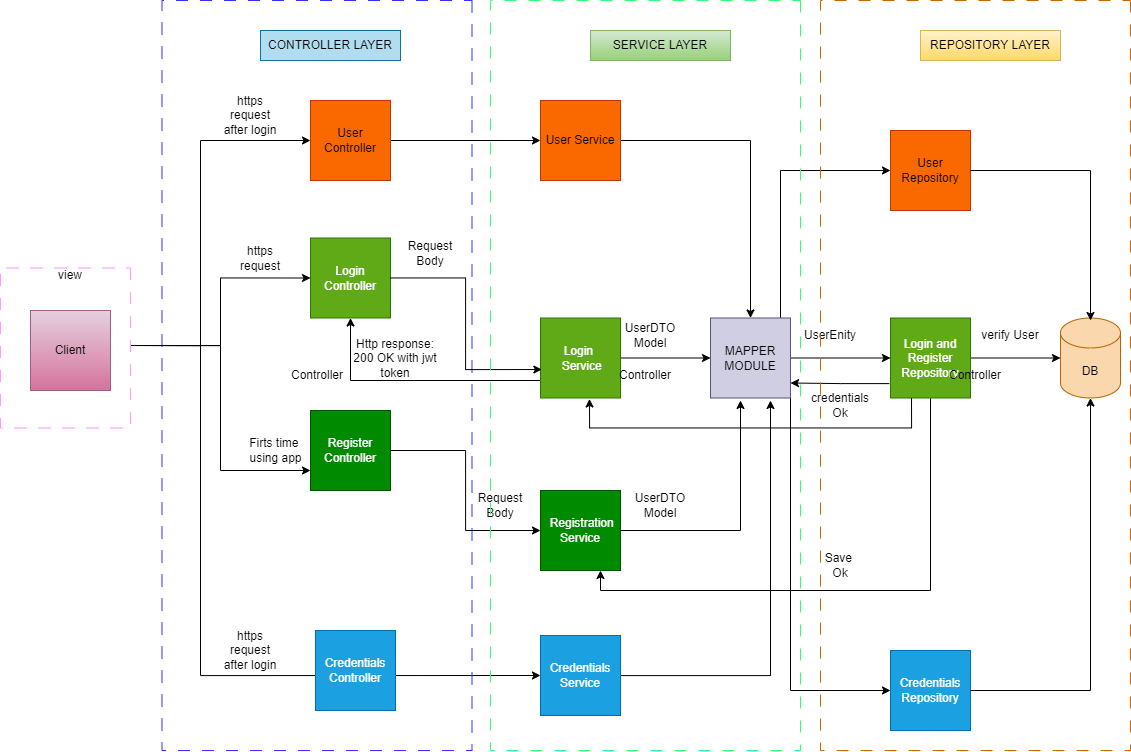 CONTROLLER LAYER
SERVICE LAYER
REPOSITORY LAYER
https
request
after login
User
Controller
User Service
User
Repository
https
request
Login
Controller
Request
Body
view
Client
Http response:
200 OK with jwt
token
Controller
Login
Service
UserDTO
Model
Controller
MAPPER
MODULE
UserEnity
Login and
Register
Repository
Controller
verify User
DB
credentials
Ok
Firts time
using app
Register
Controller
Request
Body
Registration
Service
UserDTO
Model
Save
Ok
https
request
after login
Credentials
Controller
Credentials
Service
Credentials
Repository